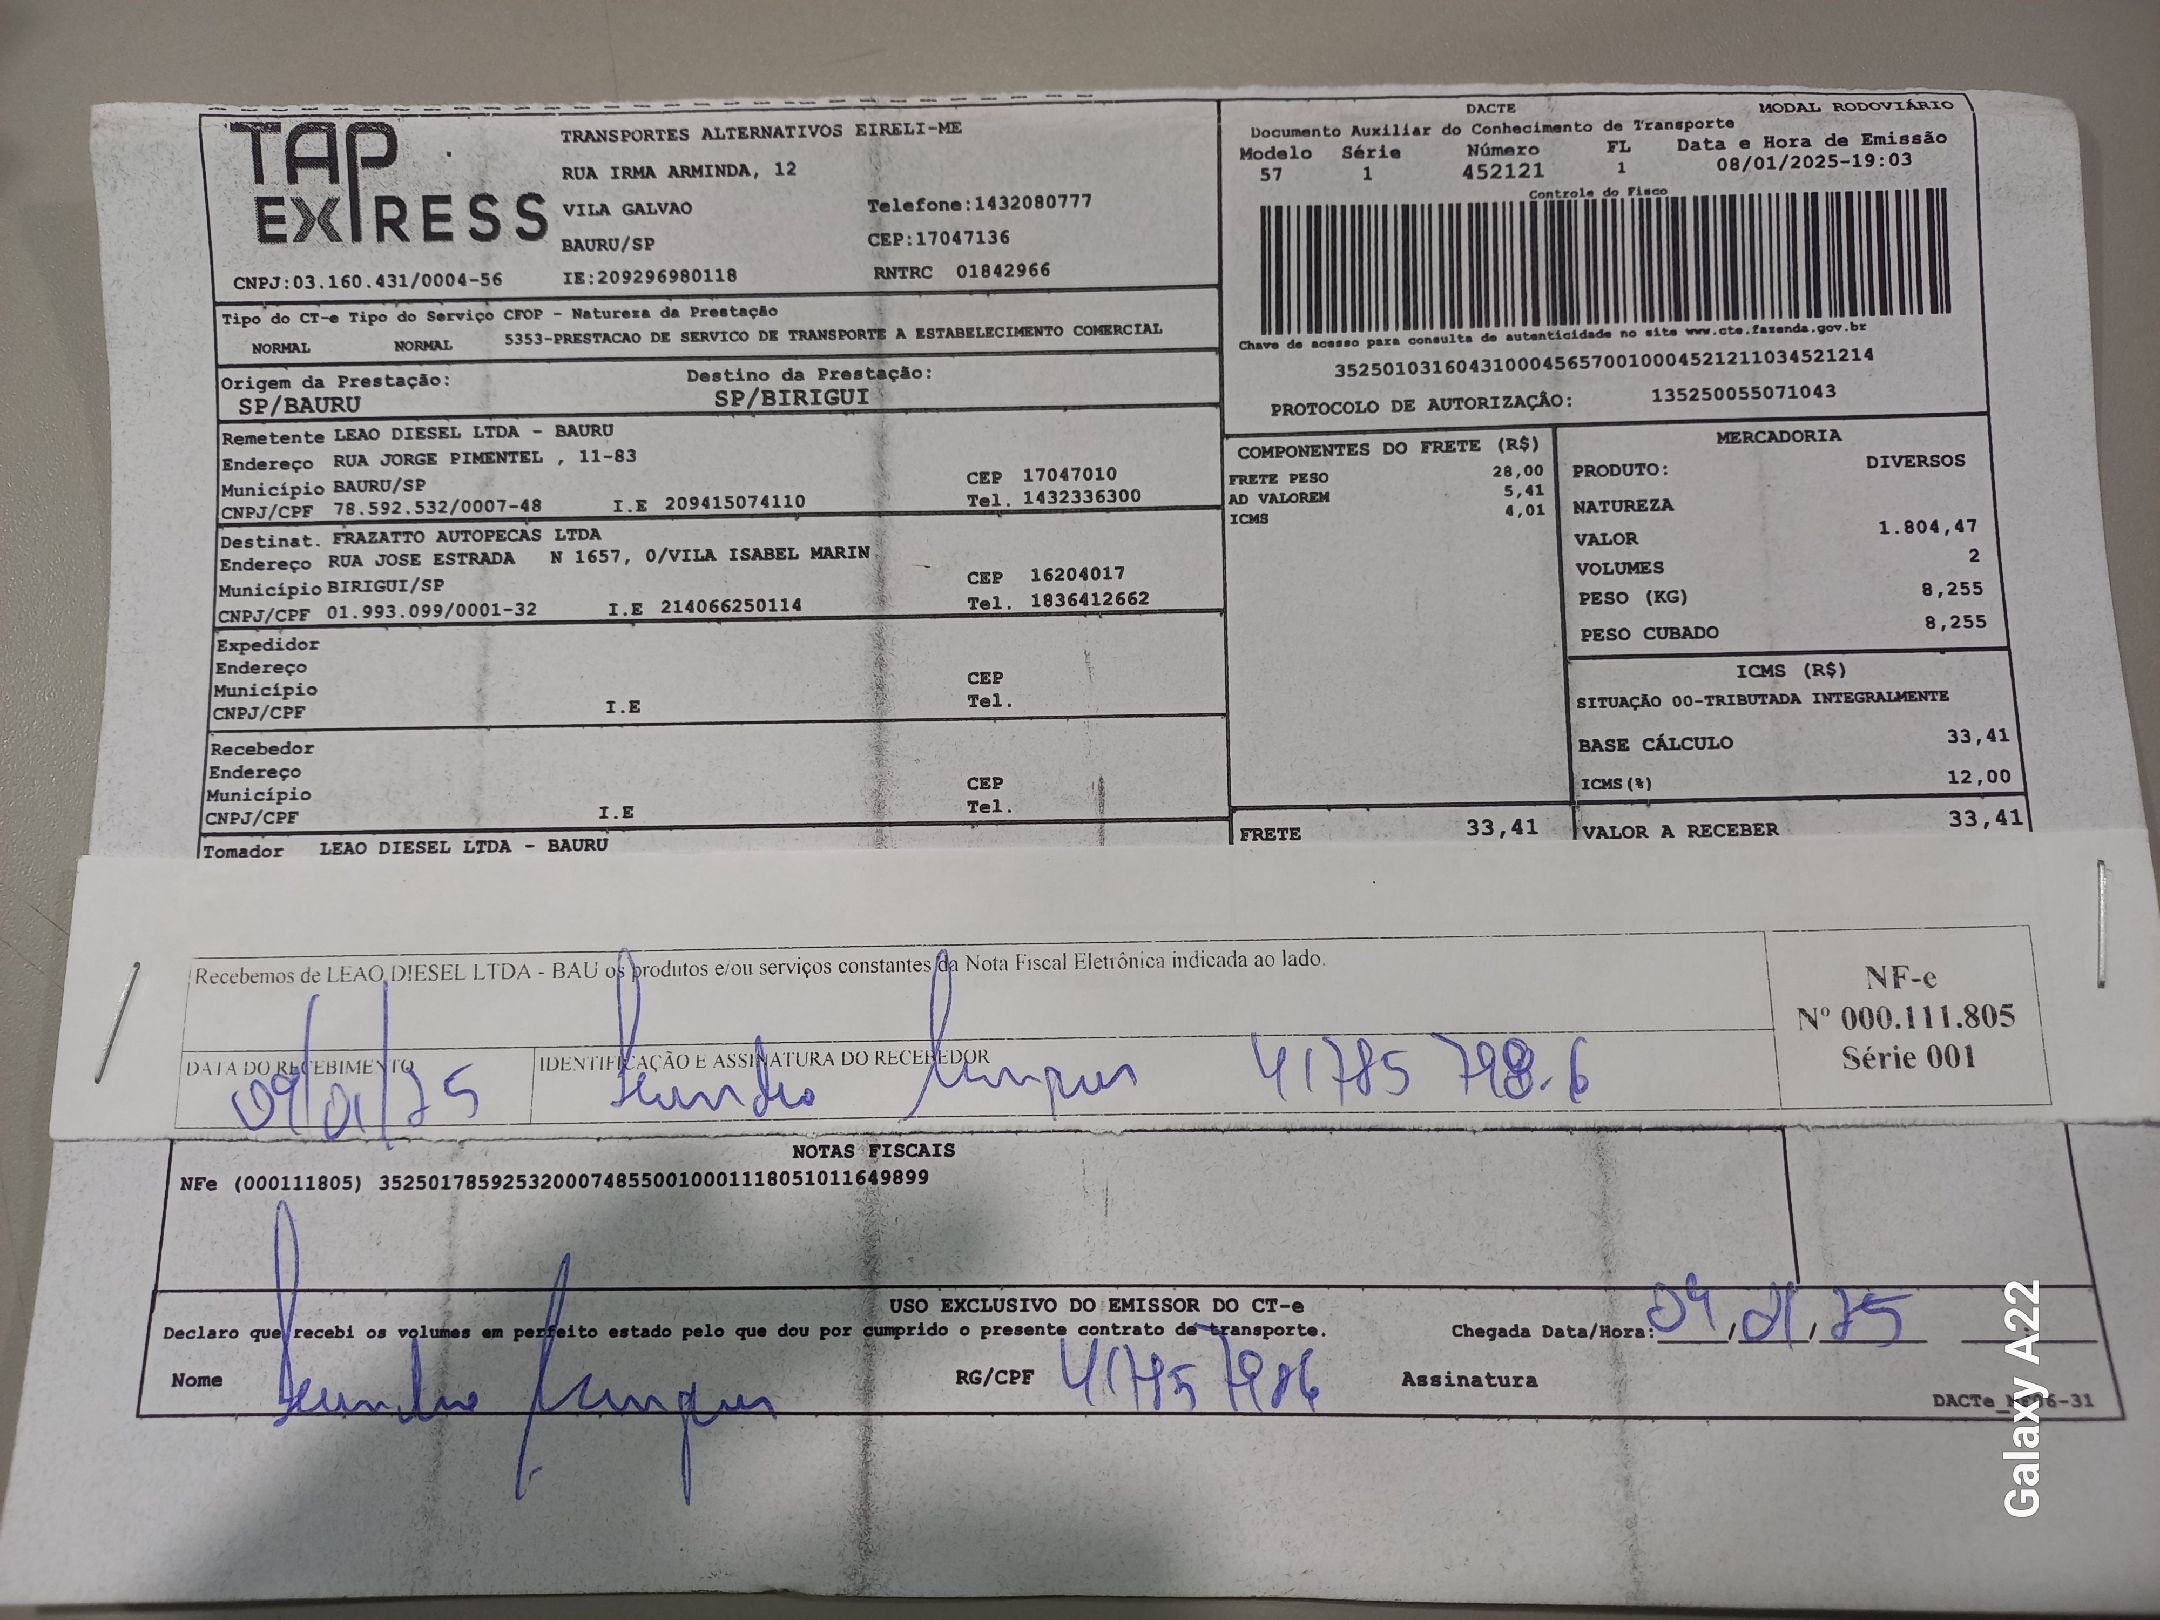 TAP EXPRESS
TRANSPORTES ALTERNATIVOS EIRELI-ME
RUA IRMA ARMINDA, 12
VILA GALVAO Telefone:1432080777
BAURU/SP CEP:17047136
CNPJ:03.160.431/0004-56 IE:209296980118 RNTRC 01842966
DACTE MODAL RODOVIÁRIO
Documento Auxiliar do Conhecimento de Transporte
Modelo Série Número FL Data e Hora de Emissão
57 1 452121 1 08/01/2025-19:03
Controle do Fisco
Chave de acesso para consulta de autenticidade no site www.cte.fazenda.gov.br
35250103160431000456570010004521211034521214
PROTOCOLO DE AUTORIZAÇÃO: 135250055071043
Tipo do CT-e Tipo do Serviço CFOP - Natureza da Prestação
NORMAL NORMAL 5353-PRESTACAO DE SERVICO DE TRANSPORTE A ESTABELECIMENTO COMERCIAL
Origem da Prestação: Destino da Prestação:
SP/BAURU SP/BIRIGUI
Remetente LEAO DIESEL LTDA - BAURU
Endereço RUA JORGE PIMENTEL , 11-83
Município BAURU/SP CEP 17047010
CNPJ/CPF 78.592.532/0007-48 I.E 209415074110 Tel. 1432336300
Destinat. FRAZATTO AUTOPECAS LTDA
Endereço RUA JOSE ESTRADA N 1657, 0/VILA ISABEL MARIN
Município BIRIGUI/SP CEP 16204017
CNPJ/CPF 01.993.099/0001-32 I.E 214066250114 Tel. 1836412662
Expedidor
Endereço
Município CEP
CNPJ/CPF I.E Tel.
Recebedor
Endereço
Município CEP
CNPJ/CPF I.E Tel.
Tomador LEAO DIESEL LTDA - BAURU
COMPONENTES DO FRETE (R$)
FRETE PESO 28,00
AD VALOREM 5,41
ICMS 4,01
FRETE 33,41
MERCADORIA
PRODUTO: DIVERSOS
NATUREZA
VALOR 1.804,47
VOLUMES 2
PESO (KG) 8,255
PESO CUBADO 8,255
ICMS (R$)
SITUAÇÃO 00-TRIBUTADA INTEGRALMENTE
BASE CÁLCULO 33,41
ICMS(%) 12,00
VALOR A RECEBER 33,41
Recebemos de LEAO DIESEL LTDA - BAU os produtos e/ou serviços constantes da Nota Fiscal Eletrônica indicada ao lado.
DATA DO RECEBIMENTO IDENTIFICAÇÃO E ASSINATURA DO RECEBEDOR
09/01/25 41785798-6
NF-e
Nº 000.111.805
Série 001
NOTAS FISCAIS
NFe (000111805) 35250178592532000748550010001118051011649899
USO EXCLUSIVO DO EMISSOR DO CT-e
Declaro que recebi os volumes em perfeito estado pelo que dou por cumprido o presente contrato de transporte. Chegada Data/Hora: 09/01/25
Nome RG/CPF Assinatura
Galaxy A22